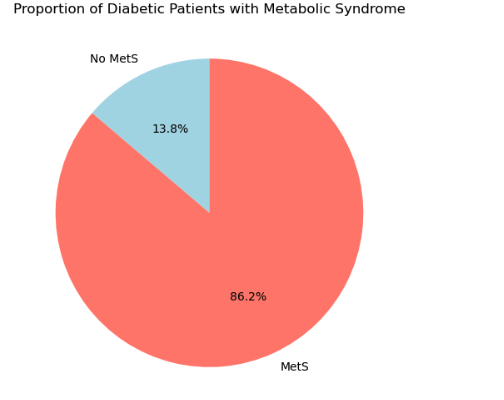 Proportion of Diabetic Patients with Metabolic Syndrome
No MetS
13.8%
86.2%
MetS